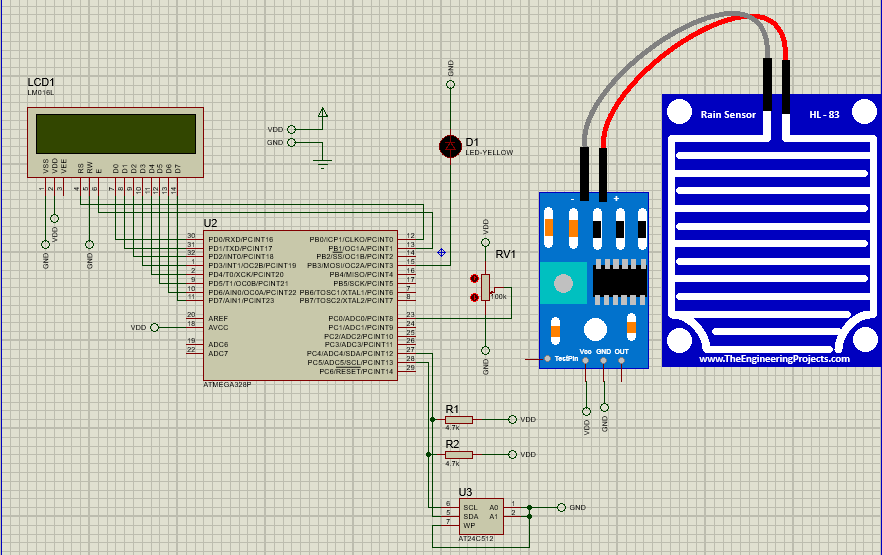 LCD1
LM016L
VSS
VDD
VEE
RS
RW
E
D0
D1
D2
D3
D4
D5
D6
D7
1
2
3
4
5
6
7
8
9
10
11
12
13
14
VDD
GND
GND
VDD
GND
GND
D1
LED-YELLOW
Rain Sensor
HL - 83
U2
30 PD0/RXD/PCINT16
31 PD1/TXD/PCINT17
32 PD2/INT0/PCINT18
1 PD3/INT1/OC2B/PCINT19
2 PD4/T0/XCK/PCINT20
9 PD5/T1/OC0B/PCINT21
10 PD6/AIN0/OC0A/PCINT22
11 PD7/AIN1/PCINT23
20 AREF
VDD 18 AVCC
19 ADC6
22 ADC7
PB0/ICP1/CLKO/PCINT0 12
PB1/OC1A/PCINT1 13
PB2/SS/OC1B/PCINT2 14
PB3/MOSI/OC2A/PCINT3 15
PB4/MISO/PCINT4 16
PB5/SCK/PCINT5 17
PB6/TOSC1/XTAL1/PCINT6 7
PB7/TOSC2/XTAL2/PCINT7 8
PC0/ADC0/PCINT8 23
PC1/ADC1/PCINT9 24
PC2/ADC2/PCINT10 25
PC3/ADC3/PCINT11 26
PC4/ADC4/SDA/PCINT12 27
PC5/ADC5/SCL/PCINT13 28
PC6/RESET/PCINT14 29
ATMEGA328P
VDD
RV1
100k
GND
- +
TestPin
Vcc GND OUT
VDD
GND
www.TheEngineeringProjects.com
R1
4.7k
VDD
R2
4.7k
VDD
U3
6 SCL A0 1
5 SDA A1 2
7 WP
GND
AT24C512